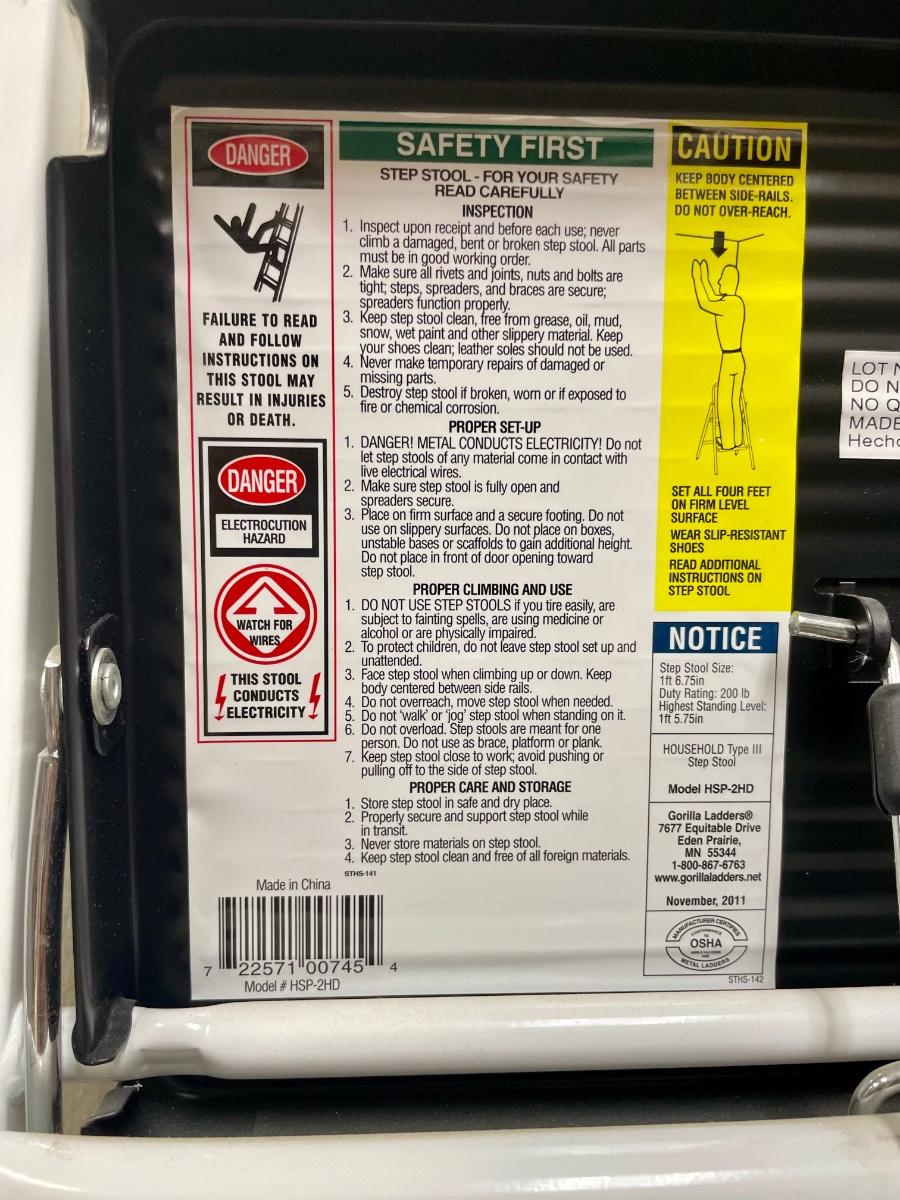 DANGER
FAILURE TO READ
AND FOLLOW
INSTRUCTIONS ON
THIS STOOL MAY
RESULT IN INJURIES
OR DEATH.
DANGER
ELECTROCUTION
HAZARD
WATCH FOR
WIRES
THIS STOOL
CONDUCTS
ELECTRICITY
SAFETY FIRST
STEP STOOL - FOR YOUR SAFETY
READ CAREFULLY
INSPECTION
1. Inspect upon receipt and before each use; never
climb a damaged, bent or broken step stool. All parts
must be in good working order.
2. Make sure all rivets and joints, nuts and bolts are
tight; steps, spreaders, and braces are secure;
spreaders function properly.
3. Keep step stool clean, free from grease, oil, mud,
snow, wet paint and other slippery material. Keep
your shoes clean; leather soles should not be used.
4. Never make temporary repairs of damaged or
missing parts.
5. Destroy step stool if broken, worn or if exposed to
fire or chemical corrosion.
PROPER SET-UP
1. DANGER! METAL CONDUCTS ELECTRICITY! Do not
let step stools of any material come in contact with
live electrical wires.
2. Make sure step stool is fully open and
spreaders secure.
3. Place on firm surface and a secure footing. Do not
use on slippery surfaces. Do not place on boxes,
unstable bases or scaffolds to gain additional height.
Do not place in front of door opening toward
step stool.
PROPER CLIMBING AND USE
1. DO NOT USE STEP STOOLS if you tire easily, are
subject to fainting spells, are using medicine or
alcohol or are physically impaired.
2. To protect children, do not leave step stool set up and
unattended.
3. Face step stool when climbing up or down. Keep
body centered between side rails.
4. Do not overreach, move step stool when needed.
5. Do not 'walk' or 'jog' step stool when standing on it.
6. Do not overload. Step stools are meant for one
person. Do not use as brace, platform or plank.
7. Keep step stool close to work; avoid pushing or
pulling off to the side of step stool.
PROPER CARE AND STORAGE
1. Store step stool in safe and dry place.
2. Properly secure and support step stool while
in transit.
3. Never store materials on step stool.
4. Keep step stool clean and free of all foreign materials.
STHS-141
Made in China
7 22571 00745 4
Model # HSP-2HD
CAUTION
KEEP BODY CENTERED
BETWEEN SIDE-RAILS.
DO NOT OVER-REACH.
SET ALL FOUR FEET
ON FIRM LEVEL
SURFACE
WEAR SLIP-RESISTANT
SHOES
READ ADDITIONAL
INSTRUCTIONS ON
STEP STOOL
NOTICE
Step Stool Size:
1ft 6.75in
Duty Rating: 200 lb
Highest Standing Level:
1ft 5.75in
HOUSEHOLD Type III
Step Stool
Model HSP-2HD
Gorilla Ladders®
7677 Equitable Drive
Eden Prairie,
MN 55344
1-800-867-6763
www.gorillaladders.net
November, 2011
MANUFACTURER CERTIFIES
CONFORMANCE
TO
OSHA
METAL LADDERS
STHS-142
LOT N
DO N
NO Q
MADE
Hecho